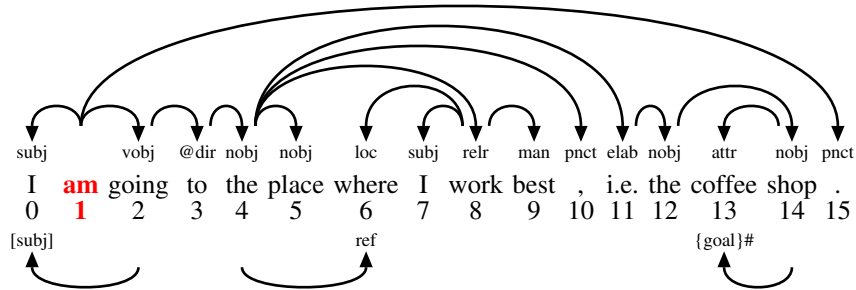 subj vobj @dir nobj nobj loc subj relr man pnct elab nobj attr nobj pnct
I am going to the place where I work best , i.e. the coffee shop .
0 1 2 3 4 5 6 7 8 9 10 11 12 13 14 15
[subj] ref {goal}#